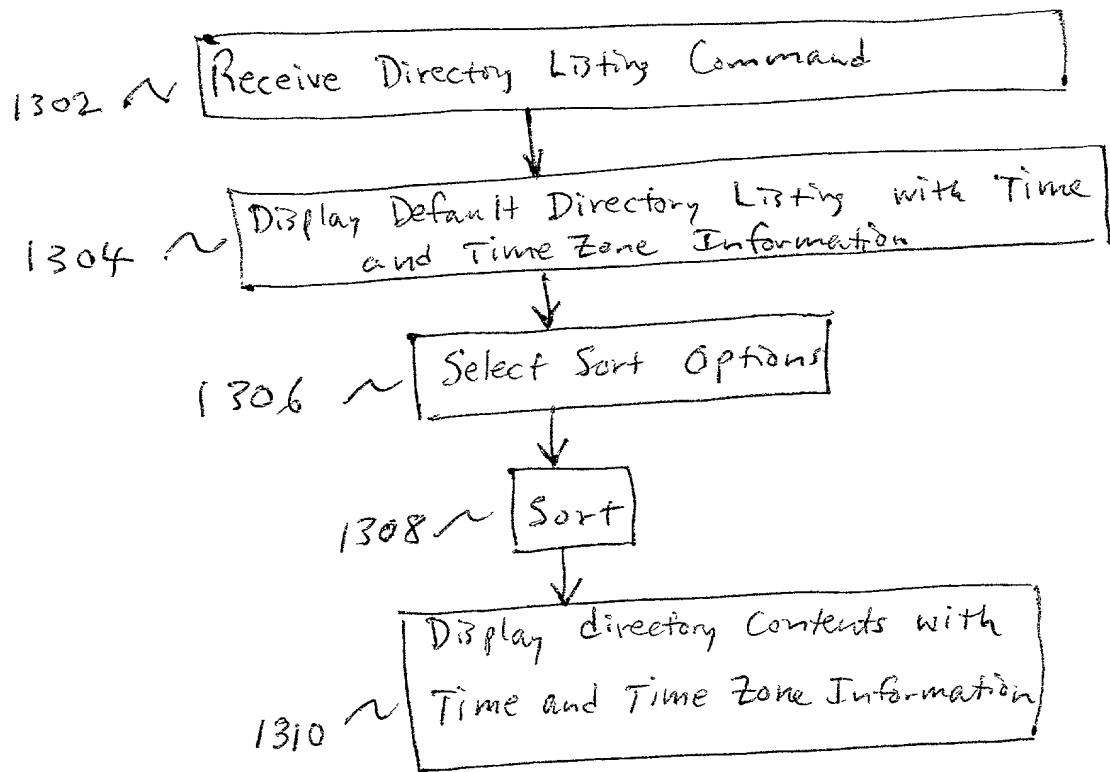 1302 Receive Directory Listing Command
1304 Display Default Directory Listing with Time
and Time Zone Information
1306 Select Sort Options
1308 Sort
Display directory Contents with
1310 Time and Time Zone Information